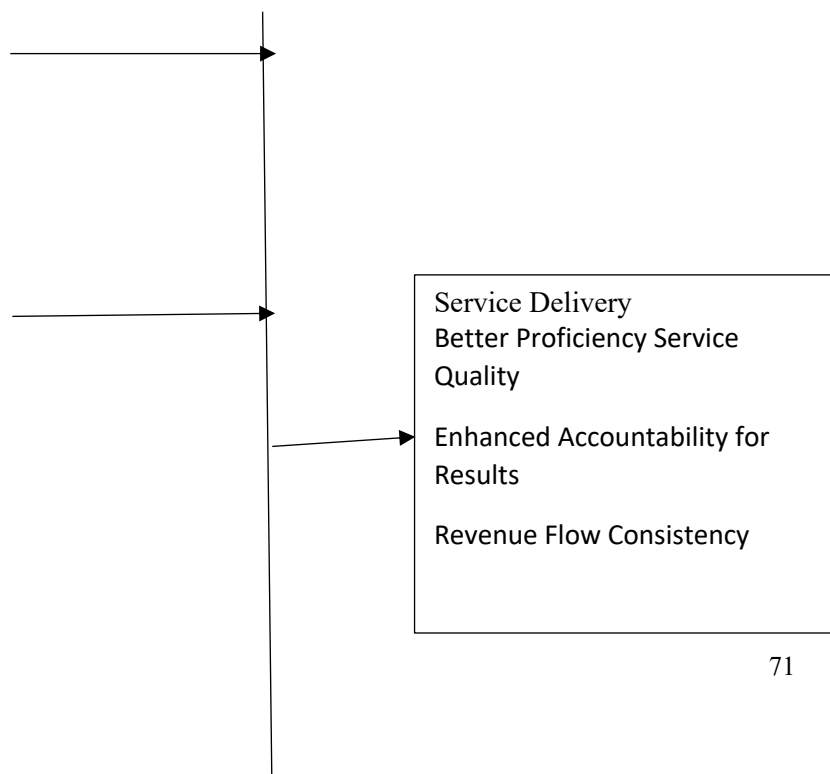 Service Delivery
Better Proficiency Service
Quality
Enhanced Accountability for
Results
Revenue Flow Consistency
71